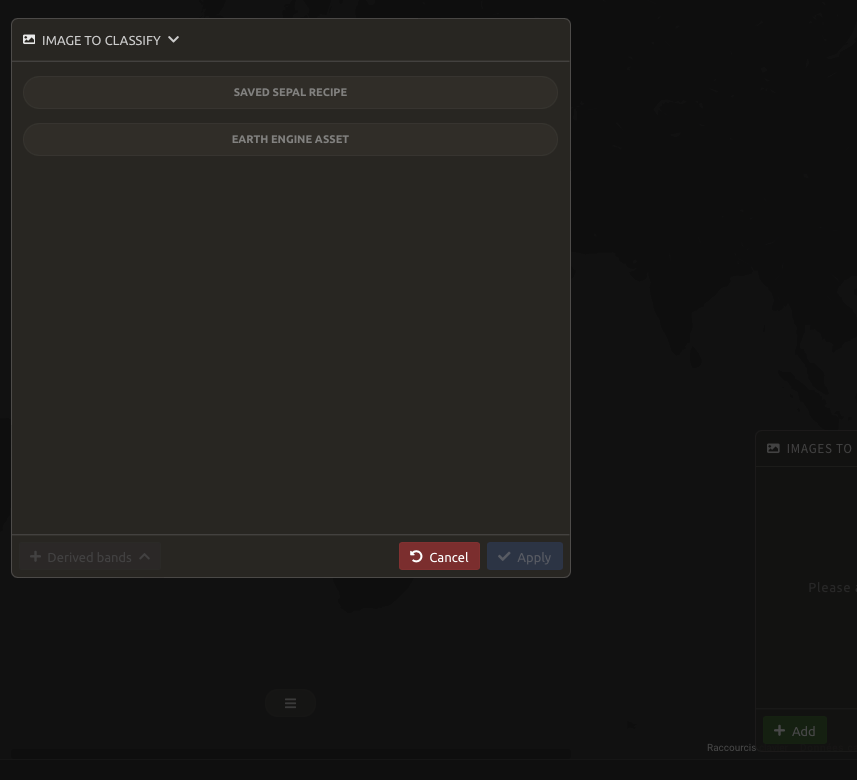 IMAGE TO CLASSIFY
SAVED SEPAL RECIPE
EARTH ENGINE ASSET
Derived bands
Cancel
Apply
IMAGES TO
Please
Add
Raccourcis